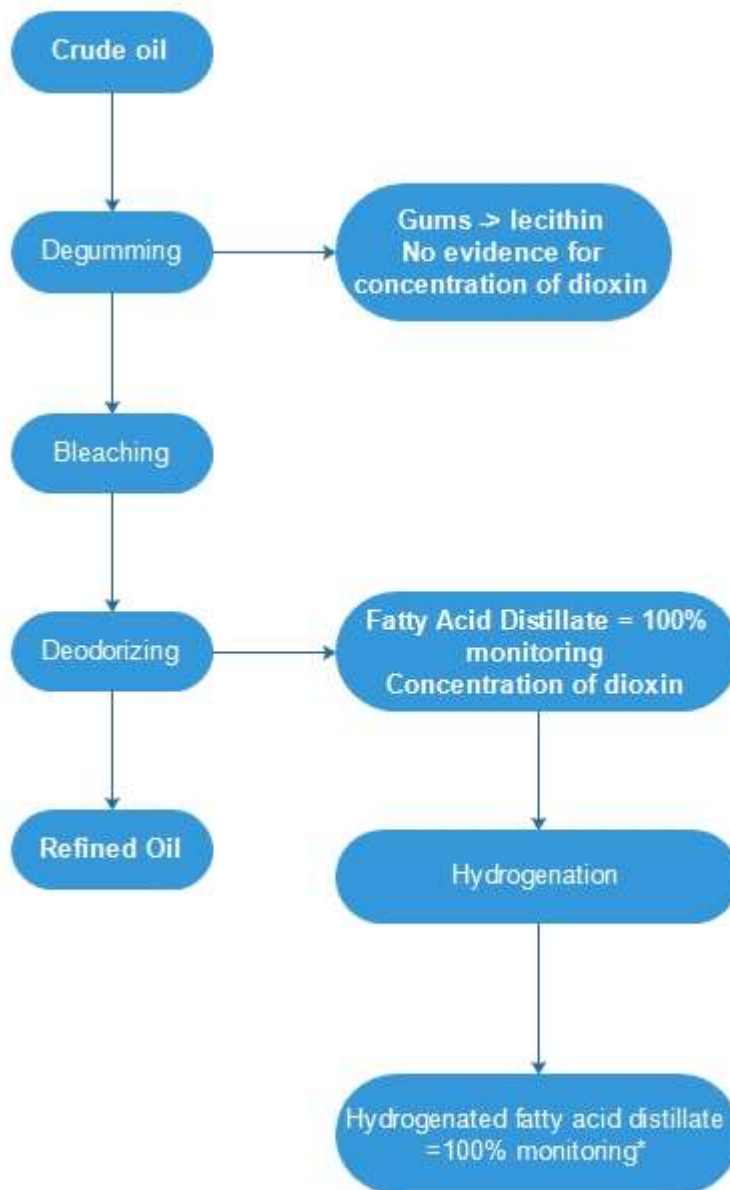 Crude oil
Degumming
Gums -> lecithin
No evidence for
concentration of dioxin
Bleaching
Deodorizing
Fatty Acid Distillate = 100%
monitoring
Concentration of dioxin
Refined Oil
Hydrogenation
Hydrogenated fatty acid distillate
=100% monitoring*